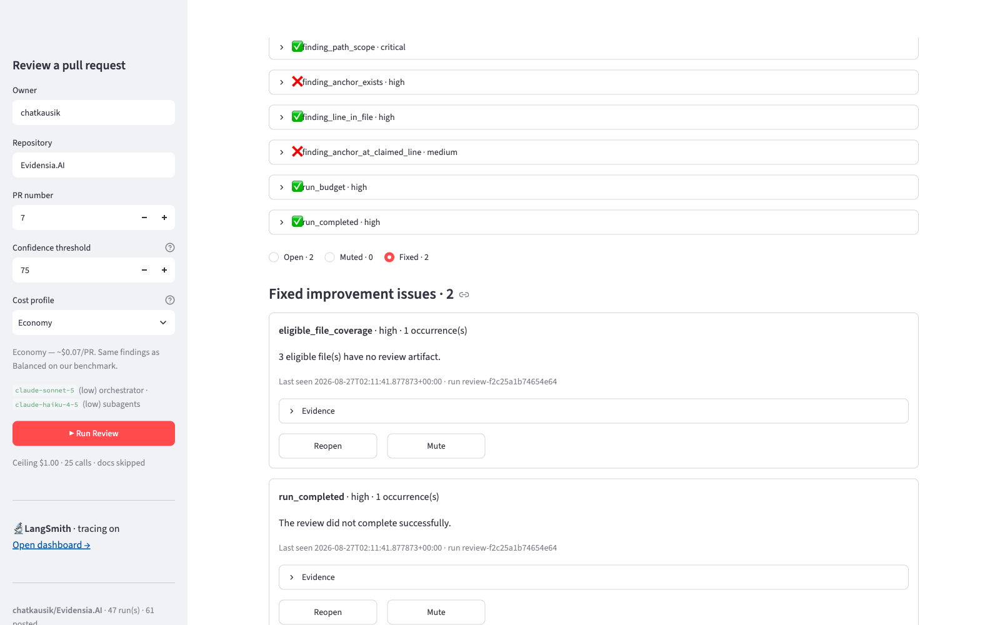 Review a pull request
Owner
chatkausik
Repository
Evidensia.AI
PR number
7
Confidence threshold
75
Cost profile
Economy
Economy — ~$0.07/PR. Same findings as
Balanced on our benchmark.
claude-sonnet-5 (low) orchestrator ·
claude-haiku-4-5 (low) subagents
▶ Run Review
Ceiling $1.00 · 25 calls · docs skipped
🔬LangSmith · tracing on
Open dashboard →
chatkausik/Evidensia.AI · 47 run(s) · 61
posted
✅finding_path_scope · critical
❌finding_anchor_exists · high
✅finding_line_in_file · high
❌finding_anchor_at_claimed_line · medium
✅run_budget · high
✅run_completed · high
Open · 2 Muted · 0 Fixed · 2
Fixed improvement issues · 2
eligible_file_coverage · high · 1 occurrence(s)
3 eligible file(s) have no review artifact.
Last seen 2026-08-27T02:11:41.877873+00:00 · run review-f2c25a1b74654e64
Evidence
Reopen Mute
run_completed · high · 1 occurrence(s)
The review did not complete successfully.
Last seen 2026-08-27T02:11:41.877873+00:00 · run review-f2c25a1b74654e64
Evidence
Reopen Mute